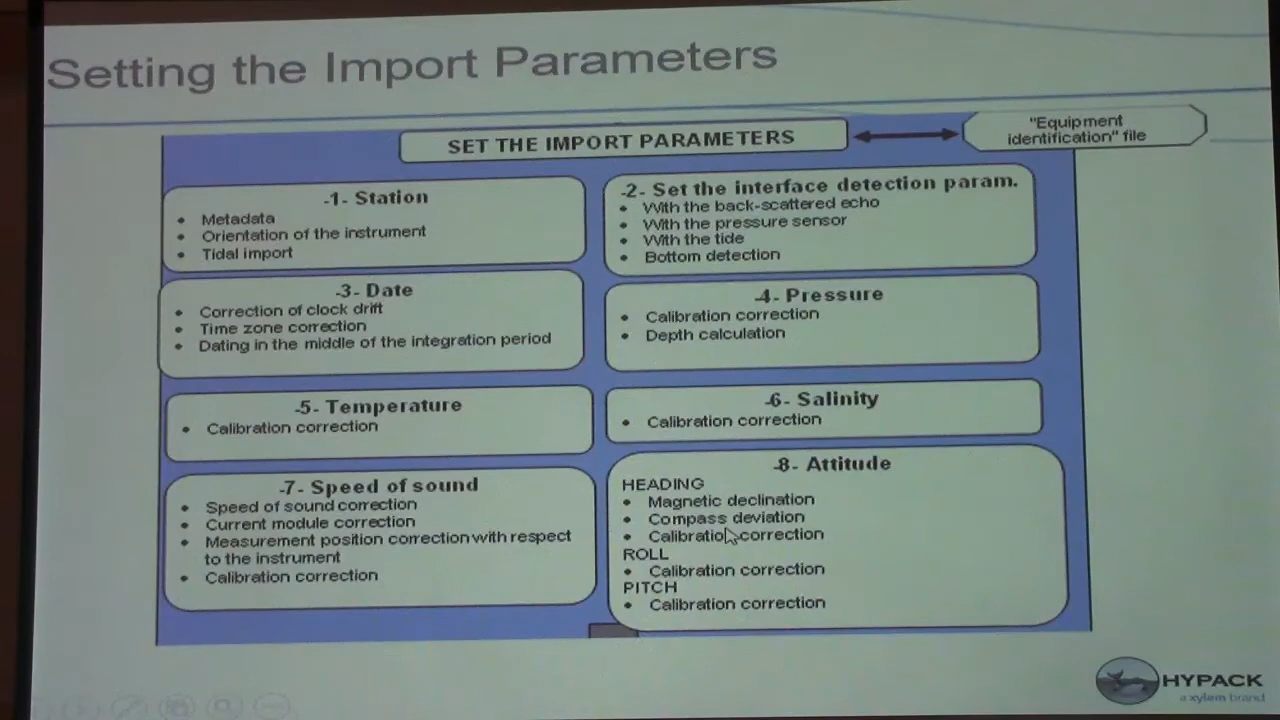 Setting the Import Parameters
SET THE IMPORT PARAMETERS
"Equipment
identification" file
-1- Station
• Metadata
• Orientation of the instrument
• Tidal import
-2- Set the interface detection param.
• With the back-scattered echo
• With the pressure sensor
• With the tide
• Bottom detection
-3- Date
• Correction of clock drift
• Time zone correction
• Dating in the middle of the integration period
-4- Pressure
• Calibration correction
• Depth calculation
-5- Temperature
• Calibration correction
-6- Salinity
• Calibration correction
-7- Speed of sound
• Speed of sound correction
• Current module correction
• Measurement position correction with respect
to the instrument
• Calibration correction
-8- Attitude
HEADING
• Magnetic declination
• Compass deviation
• Calibration correction
ROLL
• Calibration correction
PITCH
• Calibration correction
HYPACK
a xylem brand